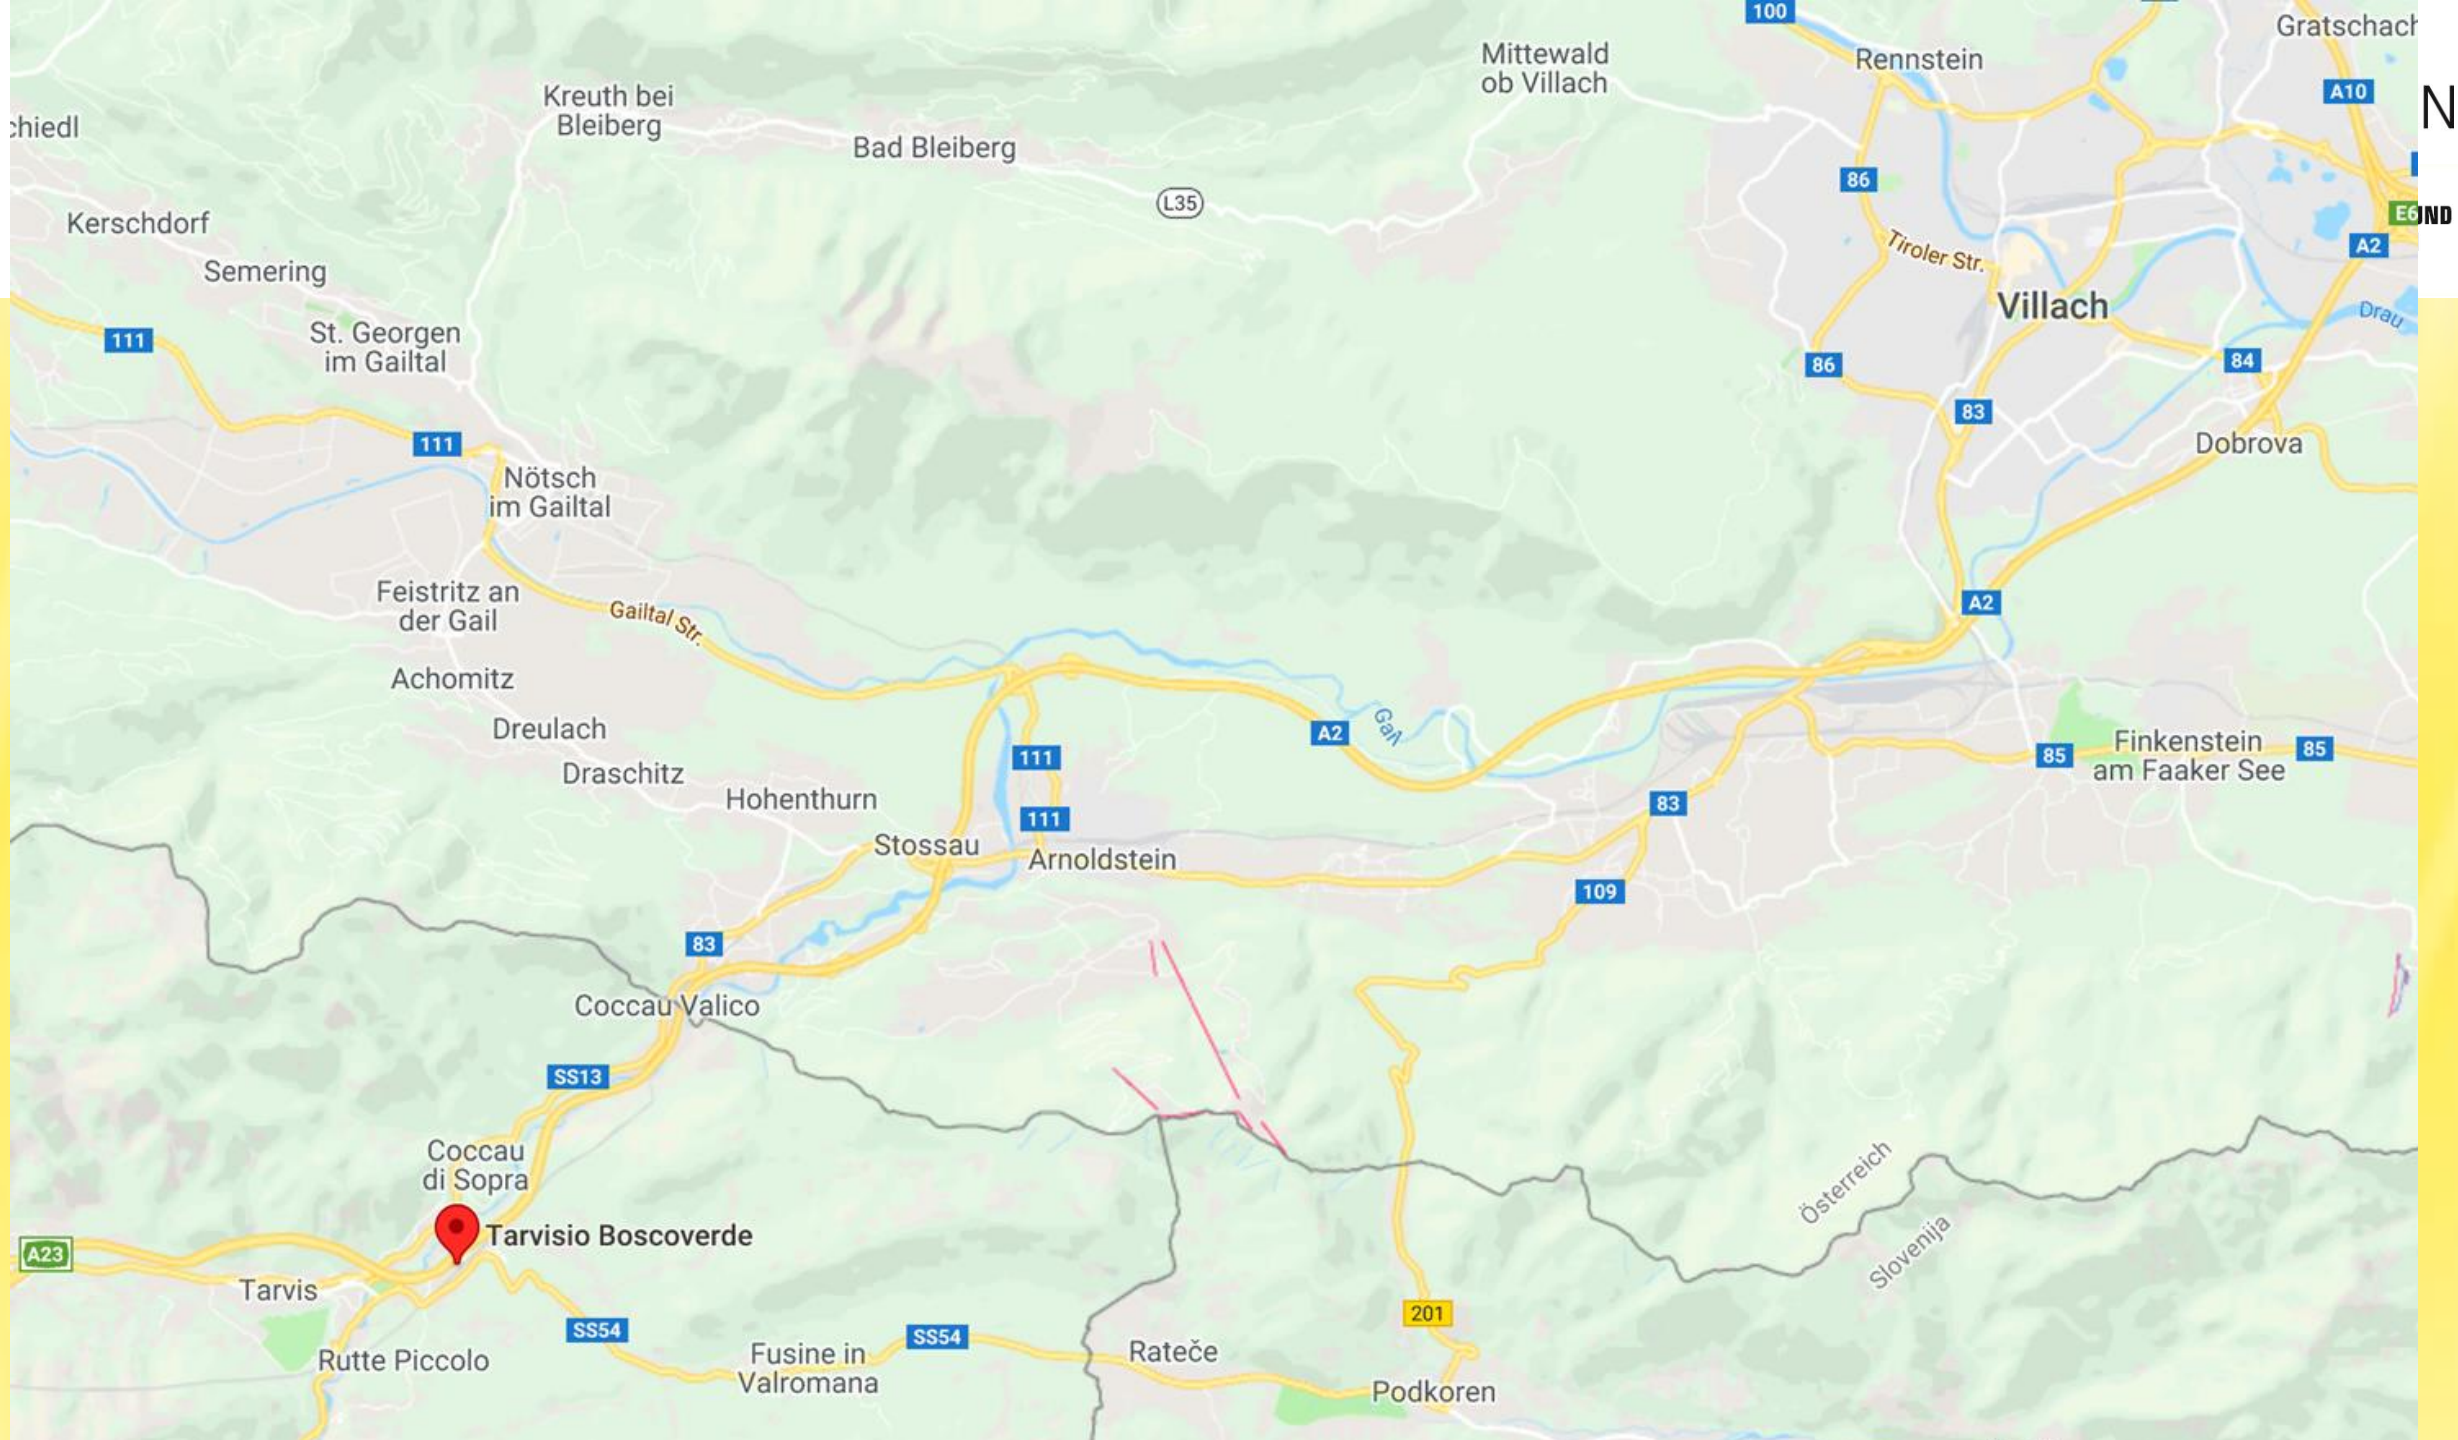 100
Gratschach
Mittewald
ob Villach
Rennstein
A10
Kreuth bei
Bleiberg
N
chiedl
Bad Bleiberg
86
L35
E6
UND
Kerschdorf
A2
Tiroler Str.
Semering
Villach
Drau
111
St. Georgen
im Gailtal
84
86
83
111
Dobrova
Nötsch
im Gailtal
Feistritz an
der Gail
A2
Gailtal Str.
Achomitz
Dreulach
A2
Gail
Finkenstein
am Faaker See
85
85
111
Draschitz
Hohenthurn
83
111
Stossau
Arnoldstein
109
83
Coccau Valico
SS13
Coccau
di Sopra
Österreich
Tarvisio Boscoverde
Slovenija
A23
Tarvis
201
SS54
SS54
Rutte Piccolo
Fusine in
Valromana
Rateče
Podkoren